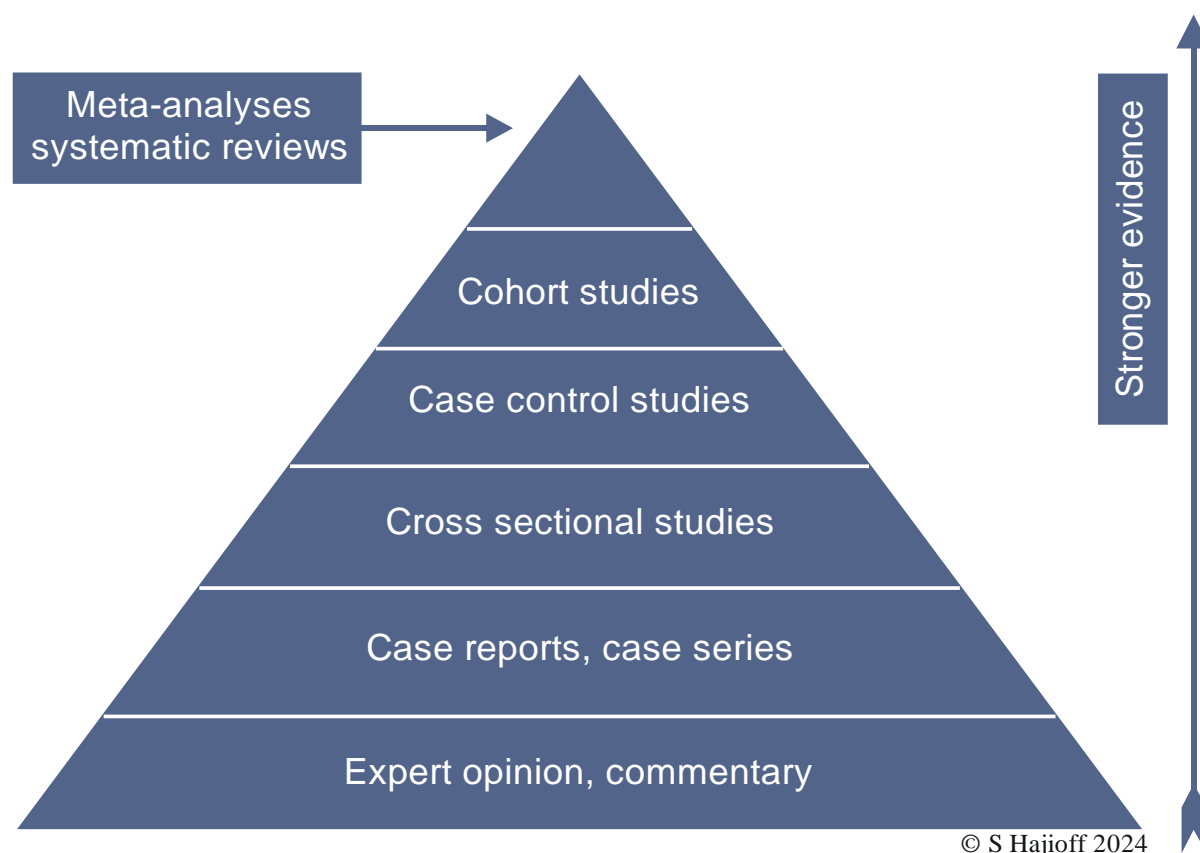 Meta-analyses
systematic reviews
Stronger evidence
Cohort studies
Case control studies
Cross sectional studies
Case reports, case series
Expert opinion, commentary
© S Hajioff 2024